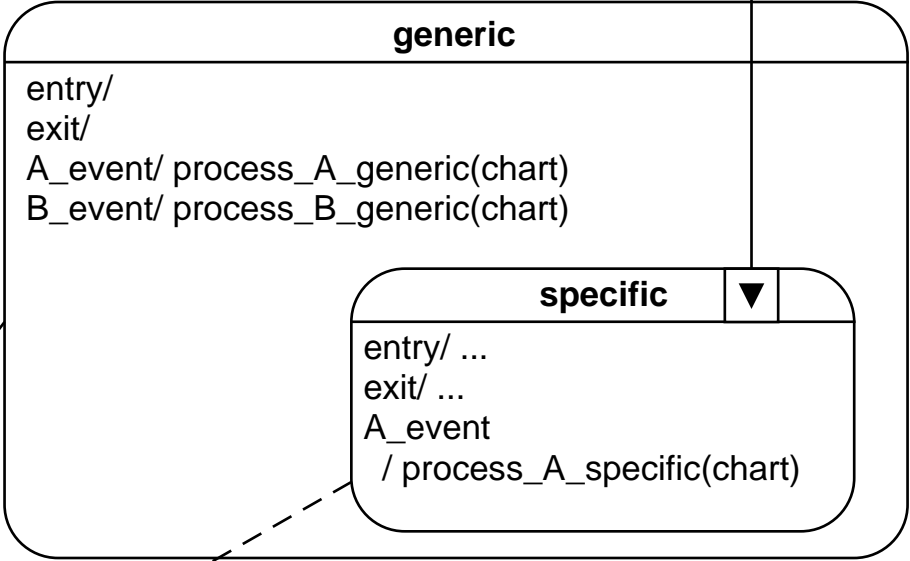 generic
entry/
exit/
A_event/ process_A_generic(chart)
B_event/ process_B_generic(chart)
specific
entry/ ...
exit/ ...
A_event
/ process_A_specific(chart)